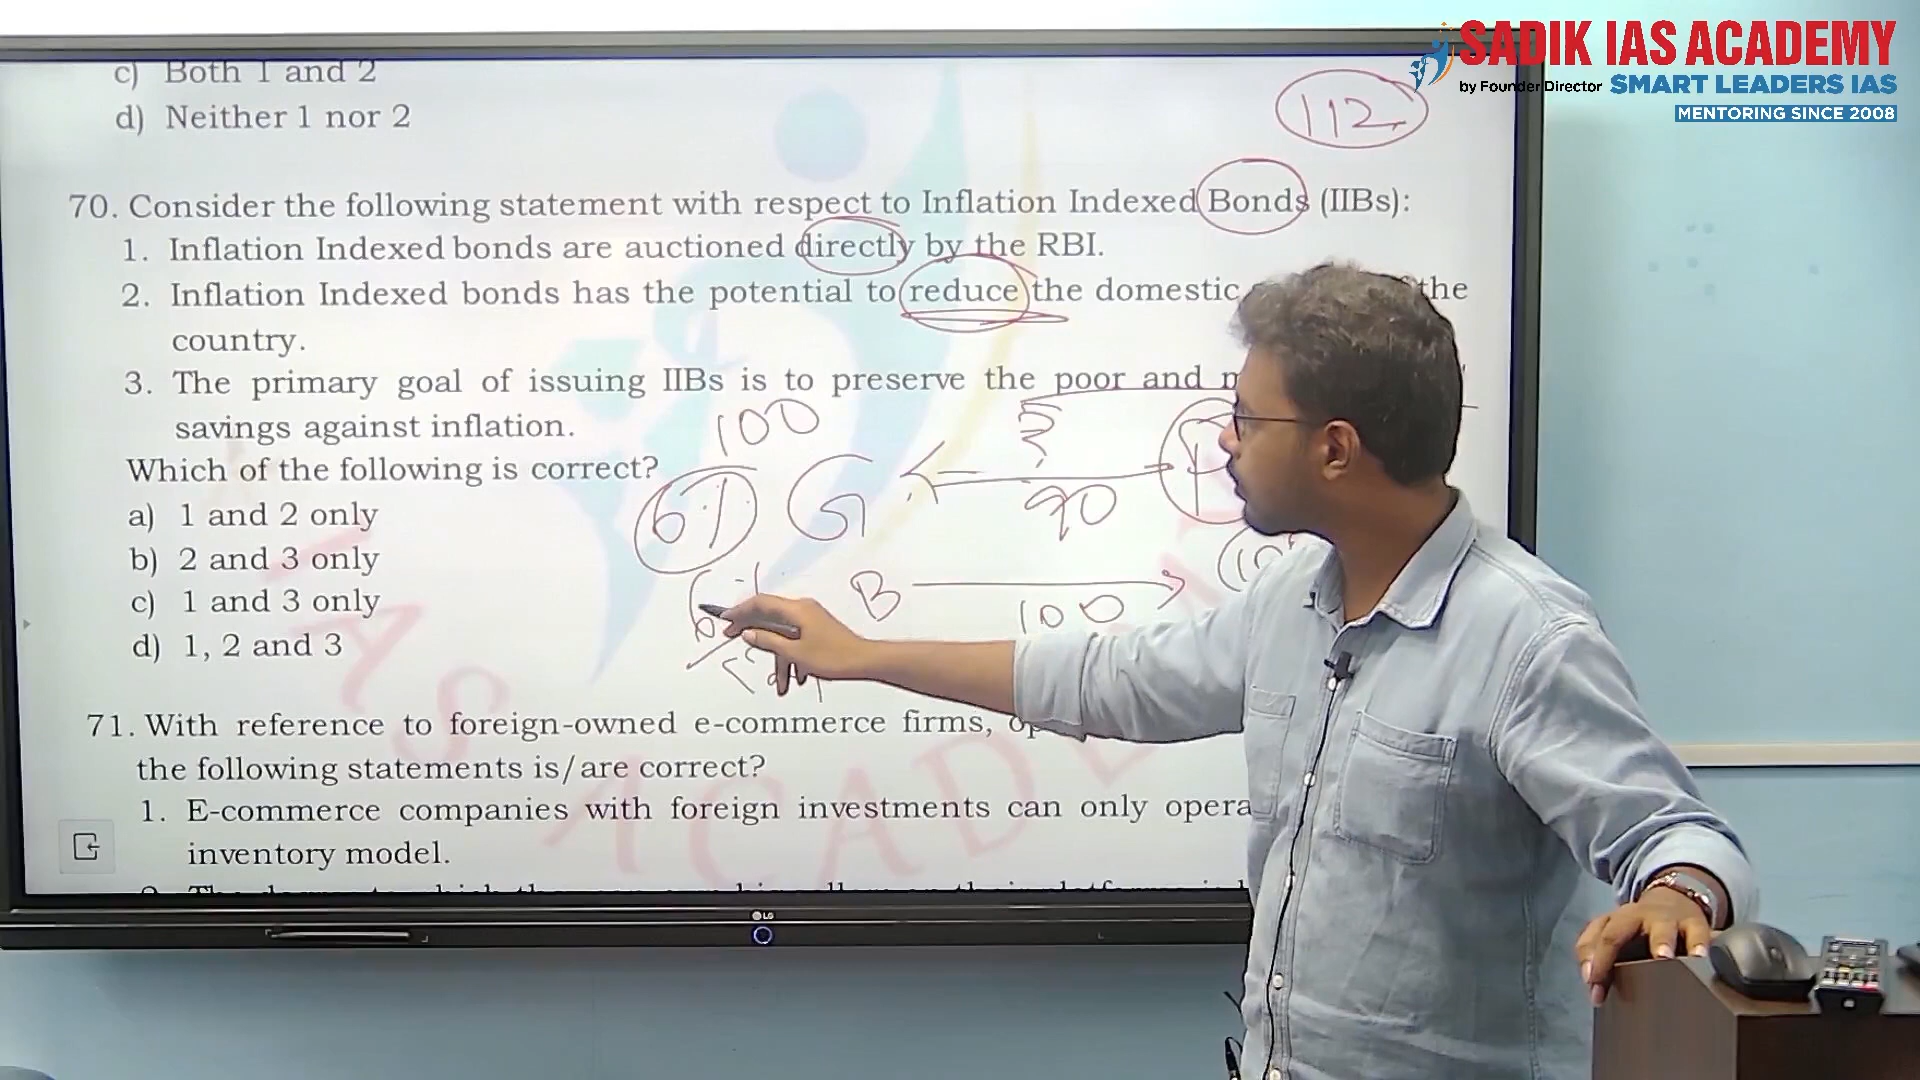 SADIK IAS ACADEMY
by Founder Director SMART LEADERS IAS
MENTORING SINCE 2008
c) Both 1 and 2
d) Neither 1 nor 2
112
70. Consider the following statement with respect to Inflation Indexed Bonds (IIBs):
1. Inflation Indexed bonds are auctioned directly by the RBI.
2. Inflation Indexed bonds has the potential to reduce the domestic the
country.
3. The primary goal of issuing IIBs is to preserve the poor and
savings against inflation.
100
₹
Which of the following is correct?
6% G 90
a) 1 and 2 only
b) 2 and 3 only
B 100
c) 1 and 3 only
d) 1, 2 and 3
71. With reference to foreign-owned e-commerce firms,
the following statements is/are correct?
1. E-commerce companies with foreign investments can only
inventory model.
LG